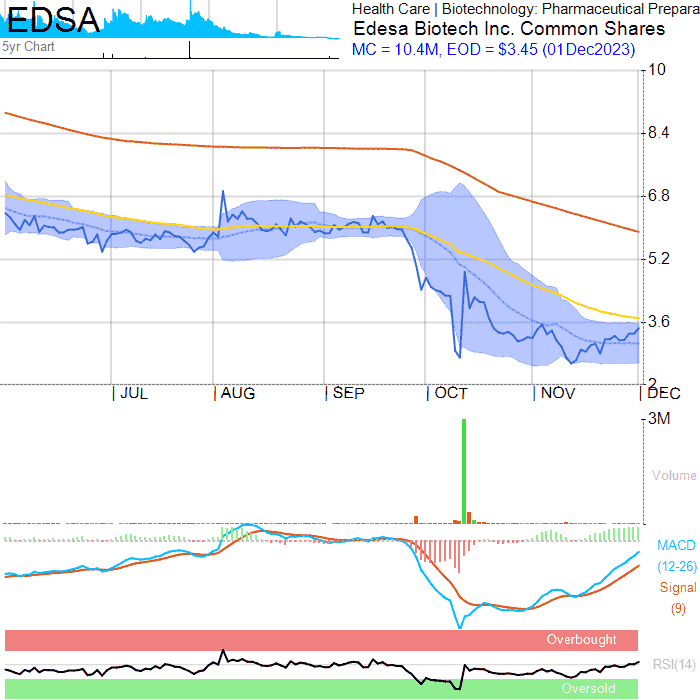 EDSA
5yr Chart
Health Care | Biotechnology: Pharmaceutical Prepara
Edesa Biotech Inc. Common Shares
MC = 10.4M, EOD = $3.45 (01Dec2023)
10
8.4
6.8
5.2
3.6
2
JUL AUG SEP OCT NOV DEC
3M
Volume
MACD
(12-26)
Signal
(9)
Overbought
RSI(14)
Oversold